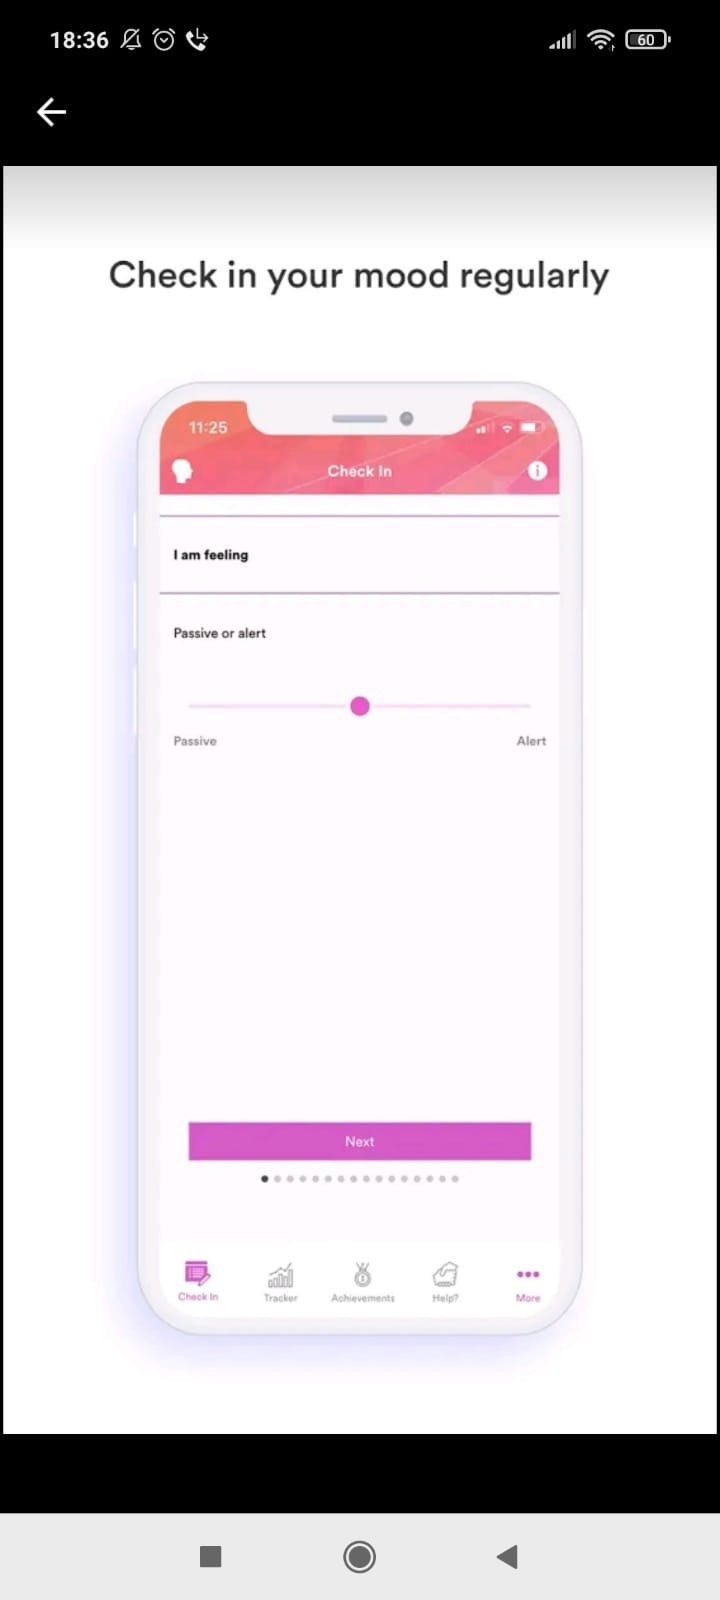 18:36
60
Check in your mood regularly
11:25
Check In
I am feeling
Passive or alert
Passive Alert
Next
Check In Tracker Achievements Help? More